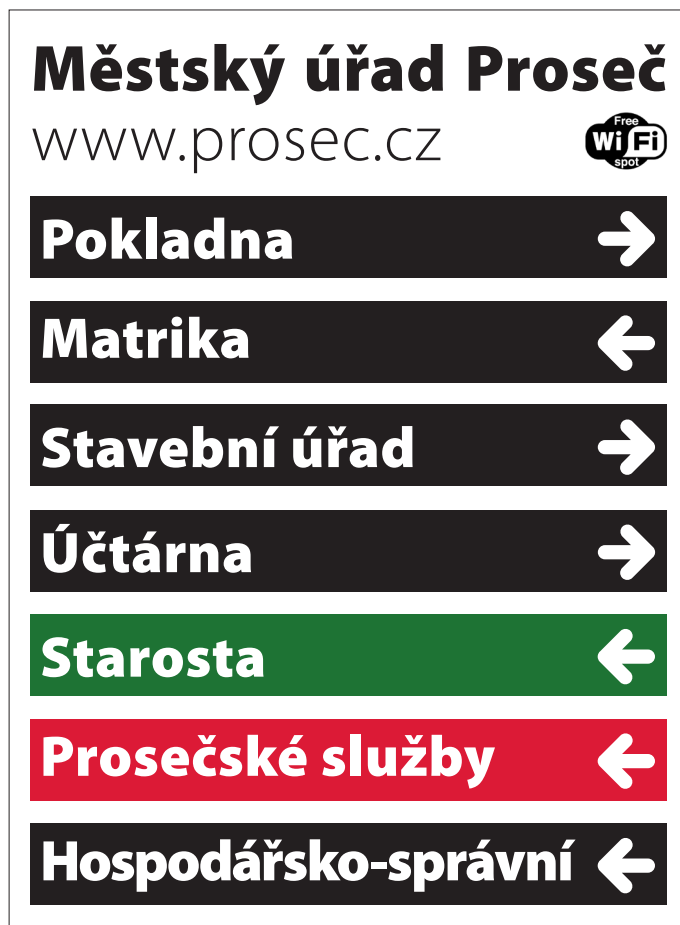 Městský úřad Proseč
www.prosec.cz
Free
Wi Fi
spot
Pokladna
Matrika
Stavební úřad
Účtárna
Starosta
Prosečské služby
Hospodářsko-správní